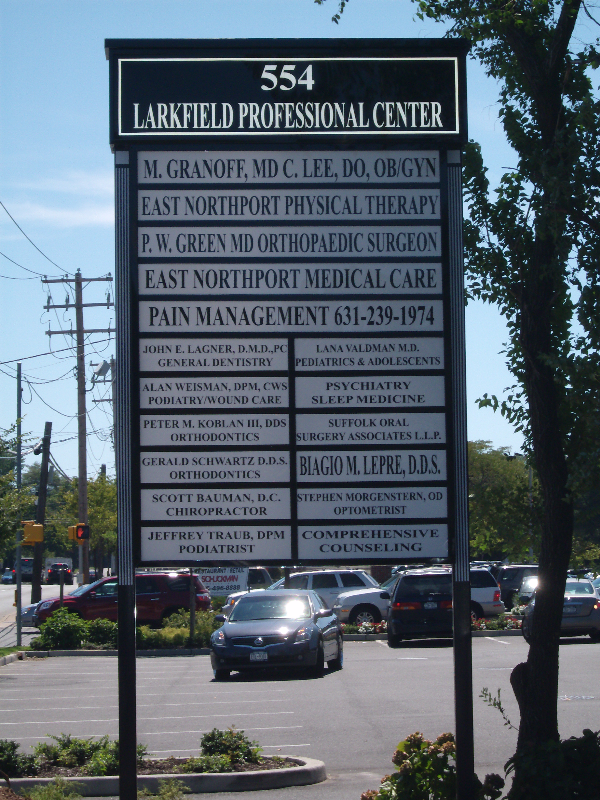 554
LARKFIELD PROFESSIONAL CENTER
M. GRANOFF, MD C. LEE, DO, OB/GYN
EAST NORTHPORT PHYSICAL THERAPY
P. W. GREEN MD ORTHOPAEDIC SURGEON
EAST NORTHPORT MEDICAL CARE
PAIN MANAGEMENT 631-239-1974
JOHN E. LAGNER, D.M.D.,PC
GENERAL DENTISTRY
LANA VALDMAN M.D.
PEDIATRICS & ADOLESCENTS
ALAN WEISMAN, DPM, CWS
PODIATRY/WOUND CARE
PSYCHIATRY
SLEEP MEDICINE
PETER M. KOBLAN III, DDS
ORTHODONTICS
SUFFOLK ORAL
SURGERY ASSOCIATES L.L.P.
GERALD SCHWARTZ D.D.S.
ORTHODONTICS
BIAGIO M. LEPRE, D.D.S.
SCOTT BAUMAN, D.C.
CHIROPRACTOR
STEPHEN MORGENSTERN, OD
OPTOMETRIST
JEFFREY TRAUB, DPM
PODIATRIST
COMPREHENSIVE
COUNSELING